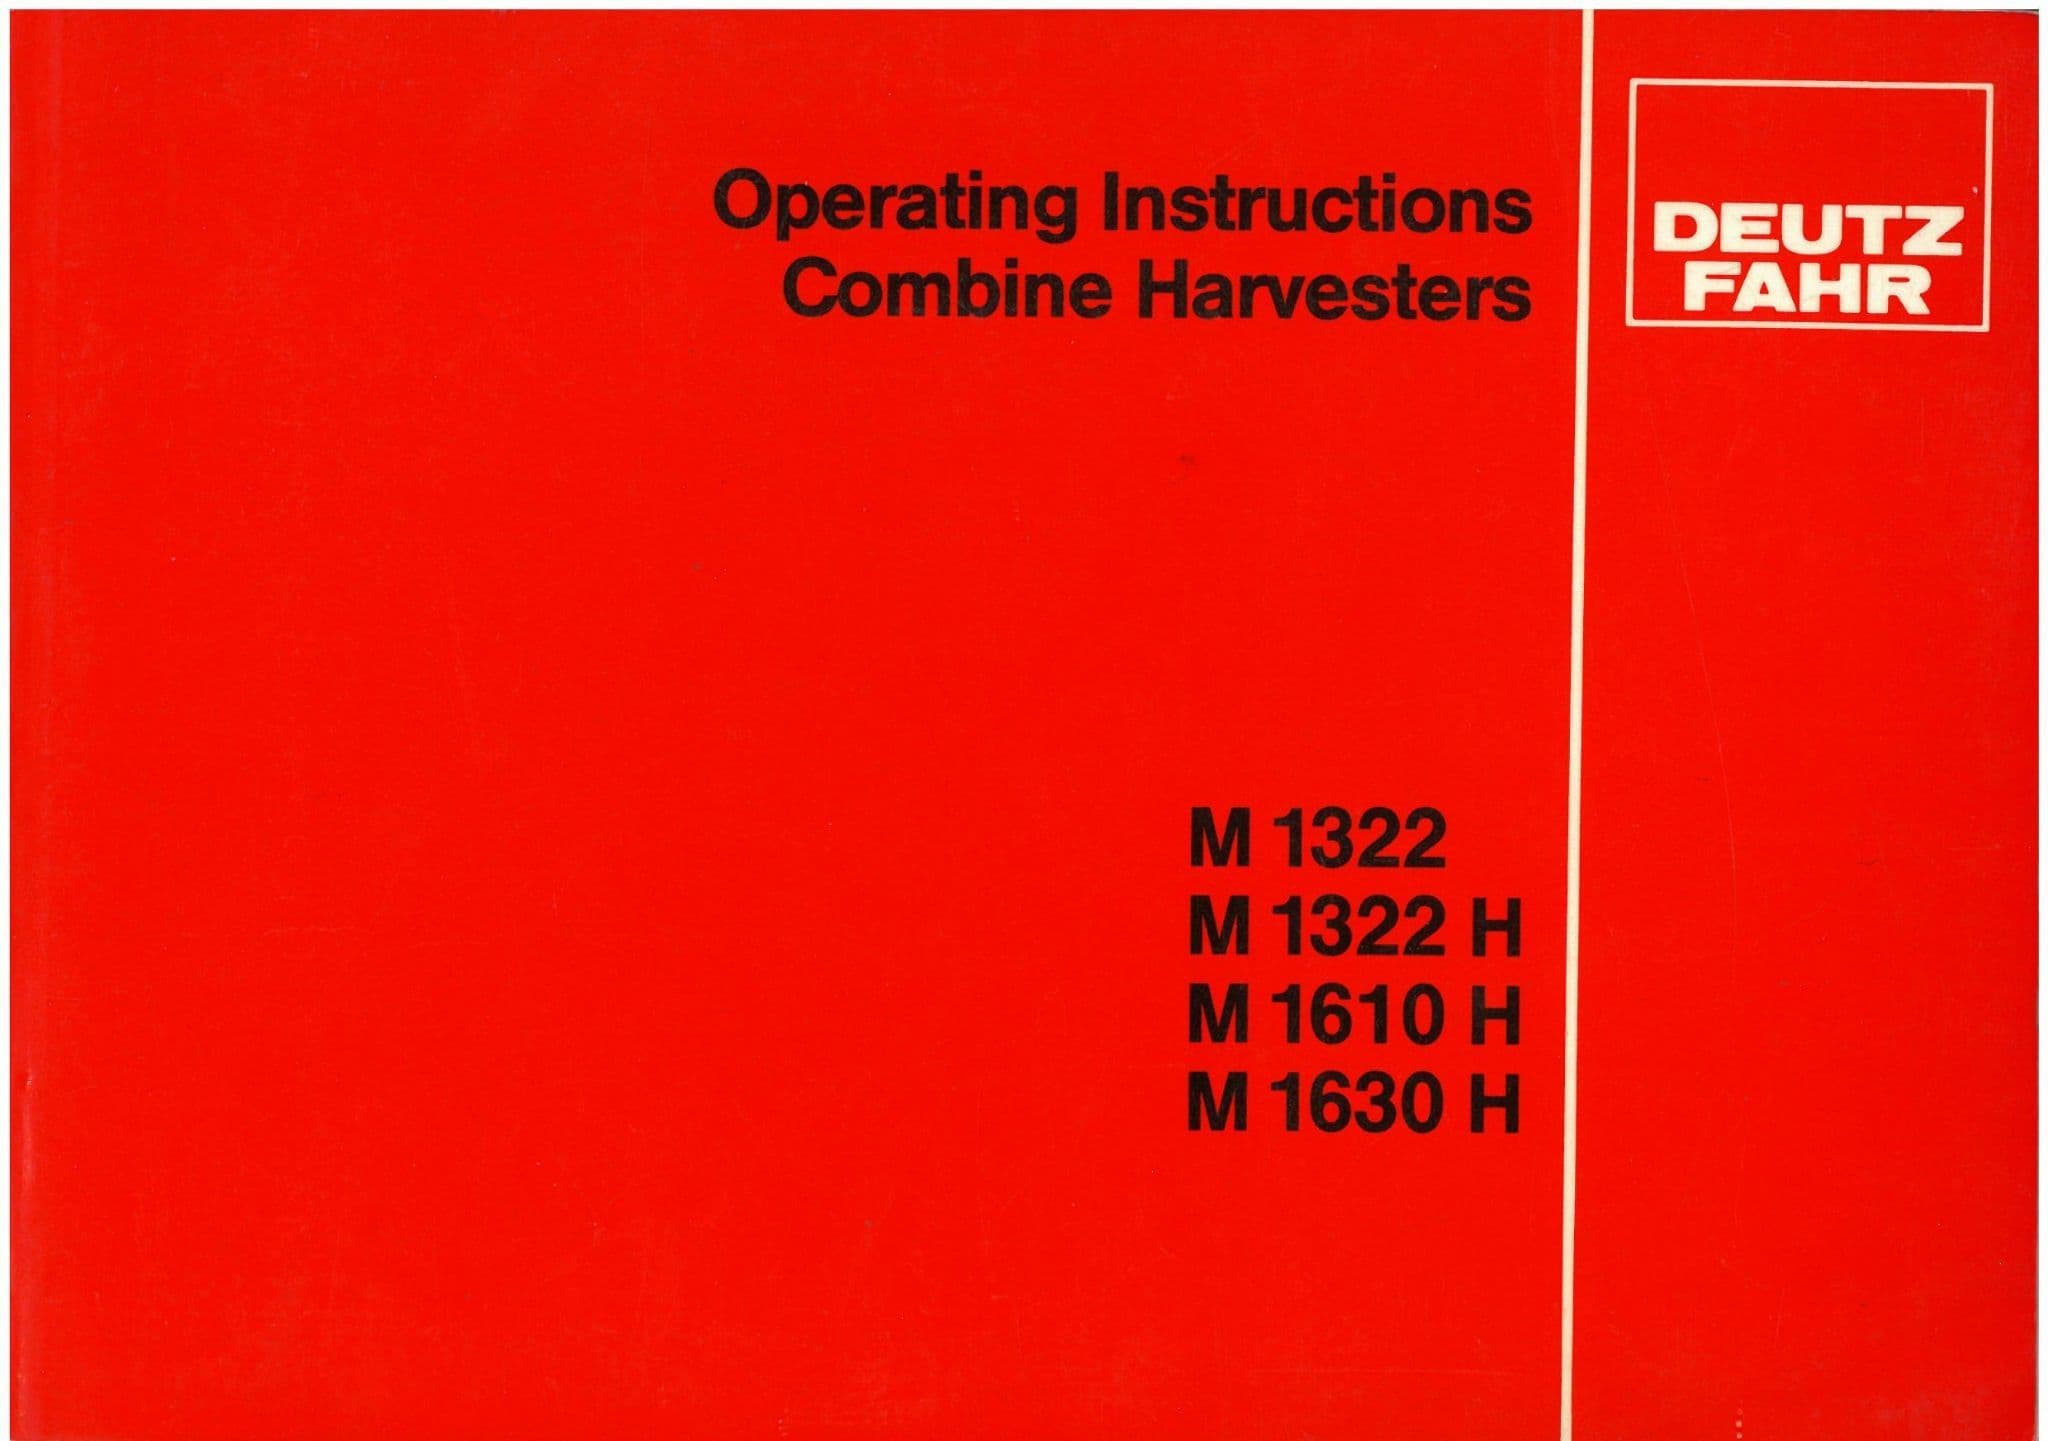 Operating Instructions
Combine Harvesters
DEUTZ
FAHR
M 1322
M 1322 H
M 1610 H
M 1630 H